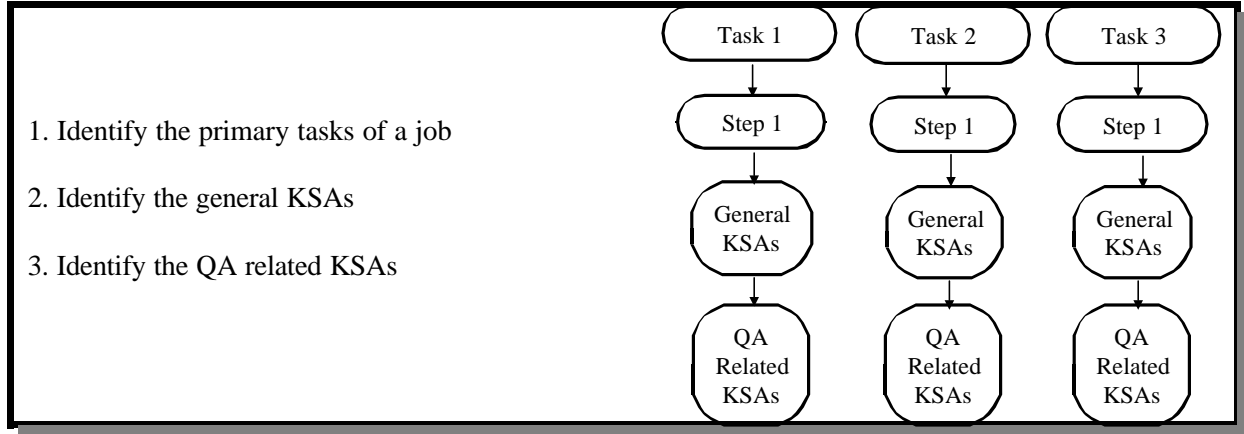 1. Identify the primary tasks of a job
2. Identify the general KSAs
3. Identify the QA related KSAs
Task 1
Step 1
General
KSAs
QA
Related
KSAs
Task 2
Step 1
General
KSAs
QA
Related
KSAs
Task 3
Step 1
General
KSAs
QA
Related
KSAs